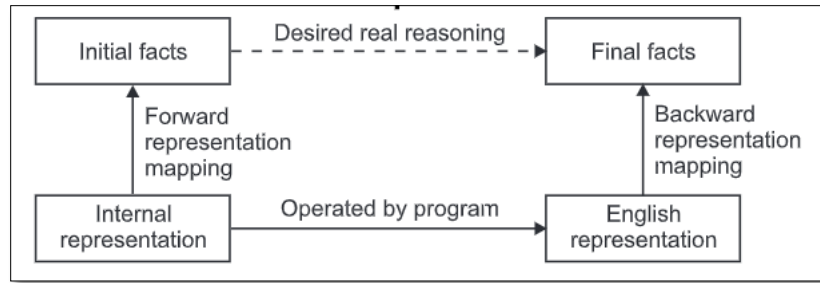 Desired real reasoning
Initial facts
Final facts
Forward
representation
mapping
Backward
representation
mapping
Internal
representation
Operated by program
English
representation